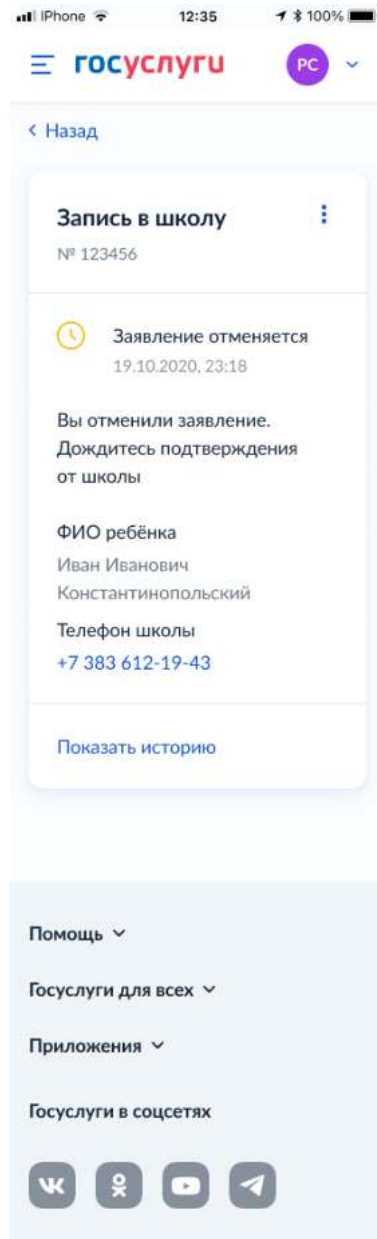 iPhone 12:35 100%
госуслуги РС
Назад
Запись в школу
№ 123456
Заявление отменяется
19.10.2020, 23:18
Вы отменили заявление.
Дождитесь подтверждения
от школы
ФИО ребёнка
Иван Иванович
Константинопольский
Телефон школы
+7 383 612-19-43
Показать историю
Помощь
Госуслуги для всех
Приложения
Госуслуги в соцсетях